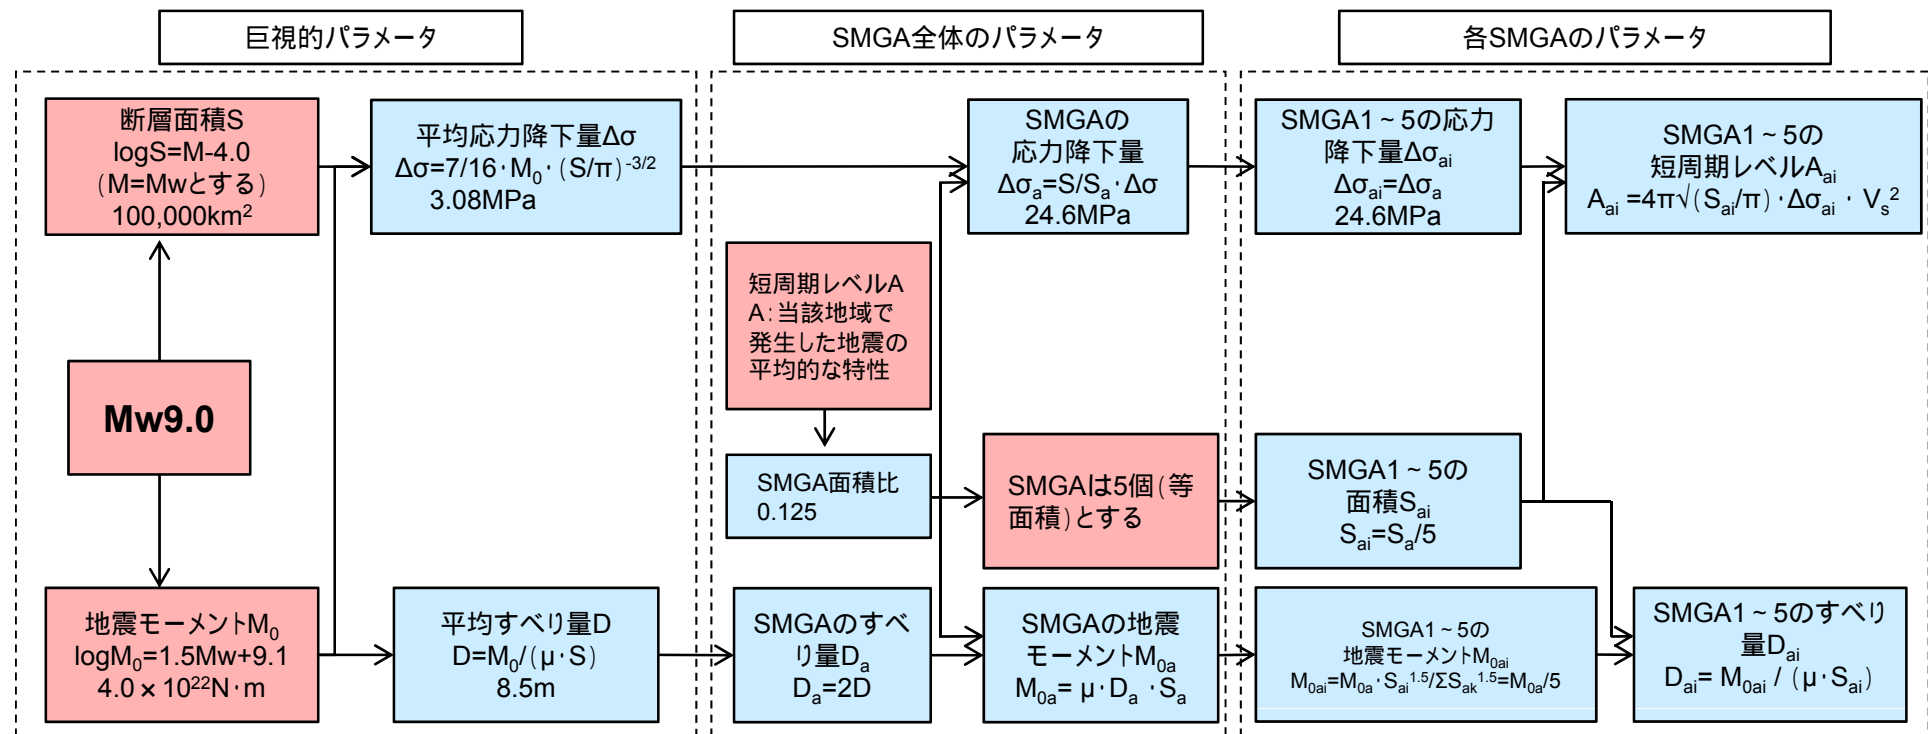 巨視的パラメータ
SMGA全体のパラメータ
各SMGAのパラメータ
断層面積S
logS=M-4.0
(M=Mwとする)
100,000km²
平均応力降下量Δσ
Δσ=7/16・M₀・(S/π)⁻³/²
3.08MPa
Mw9.0
地震モーメントM₀
logM₀=1.5Mw+9.1
4.0×10²²N・m
平均すべり量D
D=M₀/(μ・S)
8.5m
SMGAの
応力降下量
Δσₐ=S/Sₐ・Δσ
24.6MPa
短周期レベルA
A:当該地域で
発生した地震の
平均的な特性
SMGA面積比
0.125
SMGAは5個(等
面積)とする
SMGAのすべ
り量Dₐ
Dₐ=2D
SMGAの地震
モーメントM₀ₐ
M₀ₐ= μ・Dₐ・Sₐ
SMGA1~5の応力
降下量Δσₐᵢ
Δσₐᵢ=Δσₐ
24.6MPa
SMGA1~5の
短周期レベルAₐᵢ
Aₐᵢ =4π√(Sₐᵢ/π)・Δσₐᵢ・Vₛ²
SMGA1~5の
面積Sₐᵢ
Sₐᵢ=Sₐ/5
SMGA1~5の
地震モーメントM₀ₐᵢ
M₀ₐᵢ=M₀ₐ・Sₐᵢ¹·⁵/ΣSₐₖ¹·⁵=M₀ₐ/5
SMGA1~5のすべり
量Dₐᵢ
Dₐᵢ= M₀ₐᵢ / (μ・Sₐᵢ)